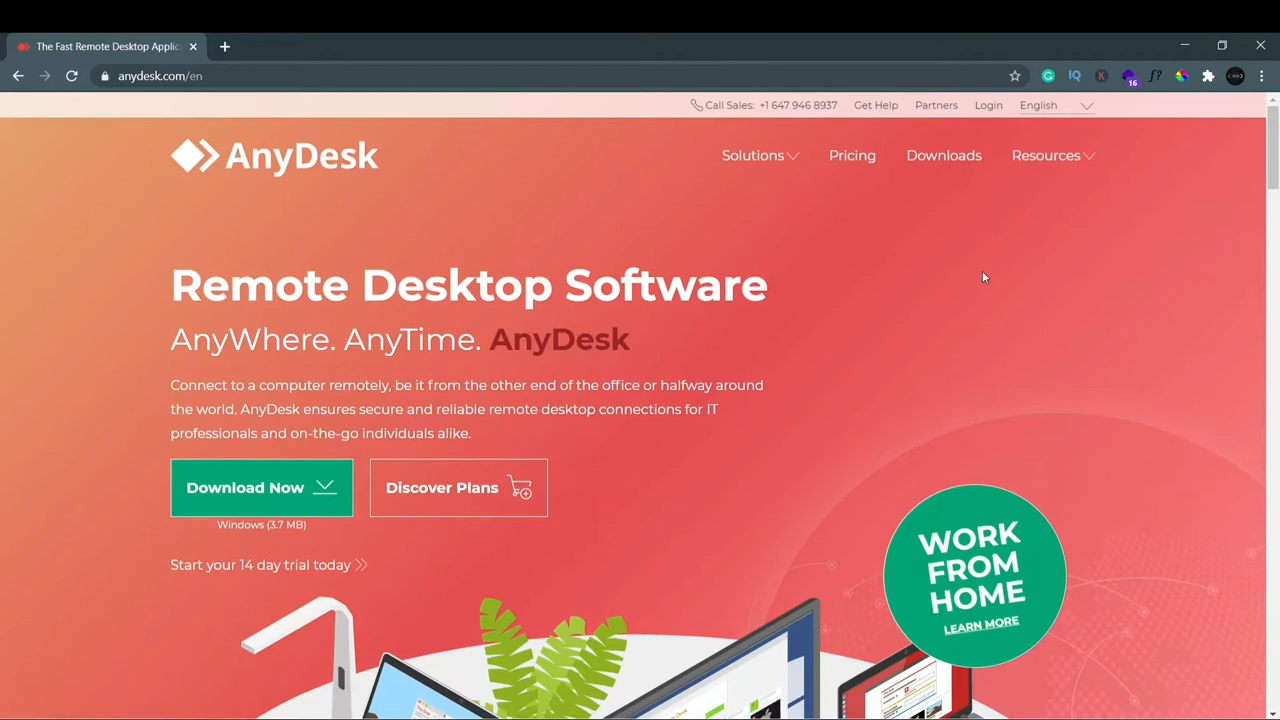 The Fast Remote Desktop Applic
anydesk.com/en
16
f?
Call Sales: +1 647 946 8937 Get Help Partners Login English
AnyDesk
Solutions Pricing Downloads Resources
Remote Desktop Software
AnyWhere. AnyTime. AnyDesk
Connect to a computer remotely, be it from the other end of the office or halfway around
the world. AnyDesk ensures secure and reliable remote desktop connections for IT
professionals and on-the-go individuals alike.
Download Now Discover Plans
Windows (3.7 MB)
Start your 14 day trial today
WORK
FROM
HOME
LEARN MORE